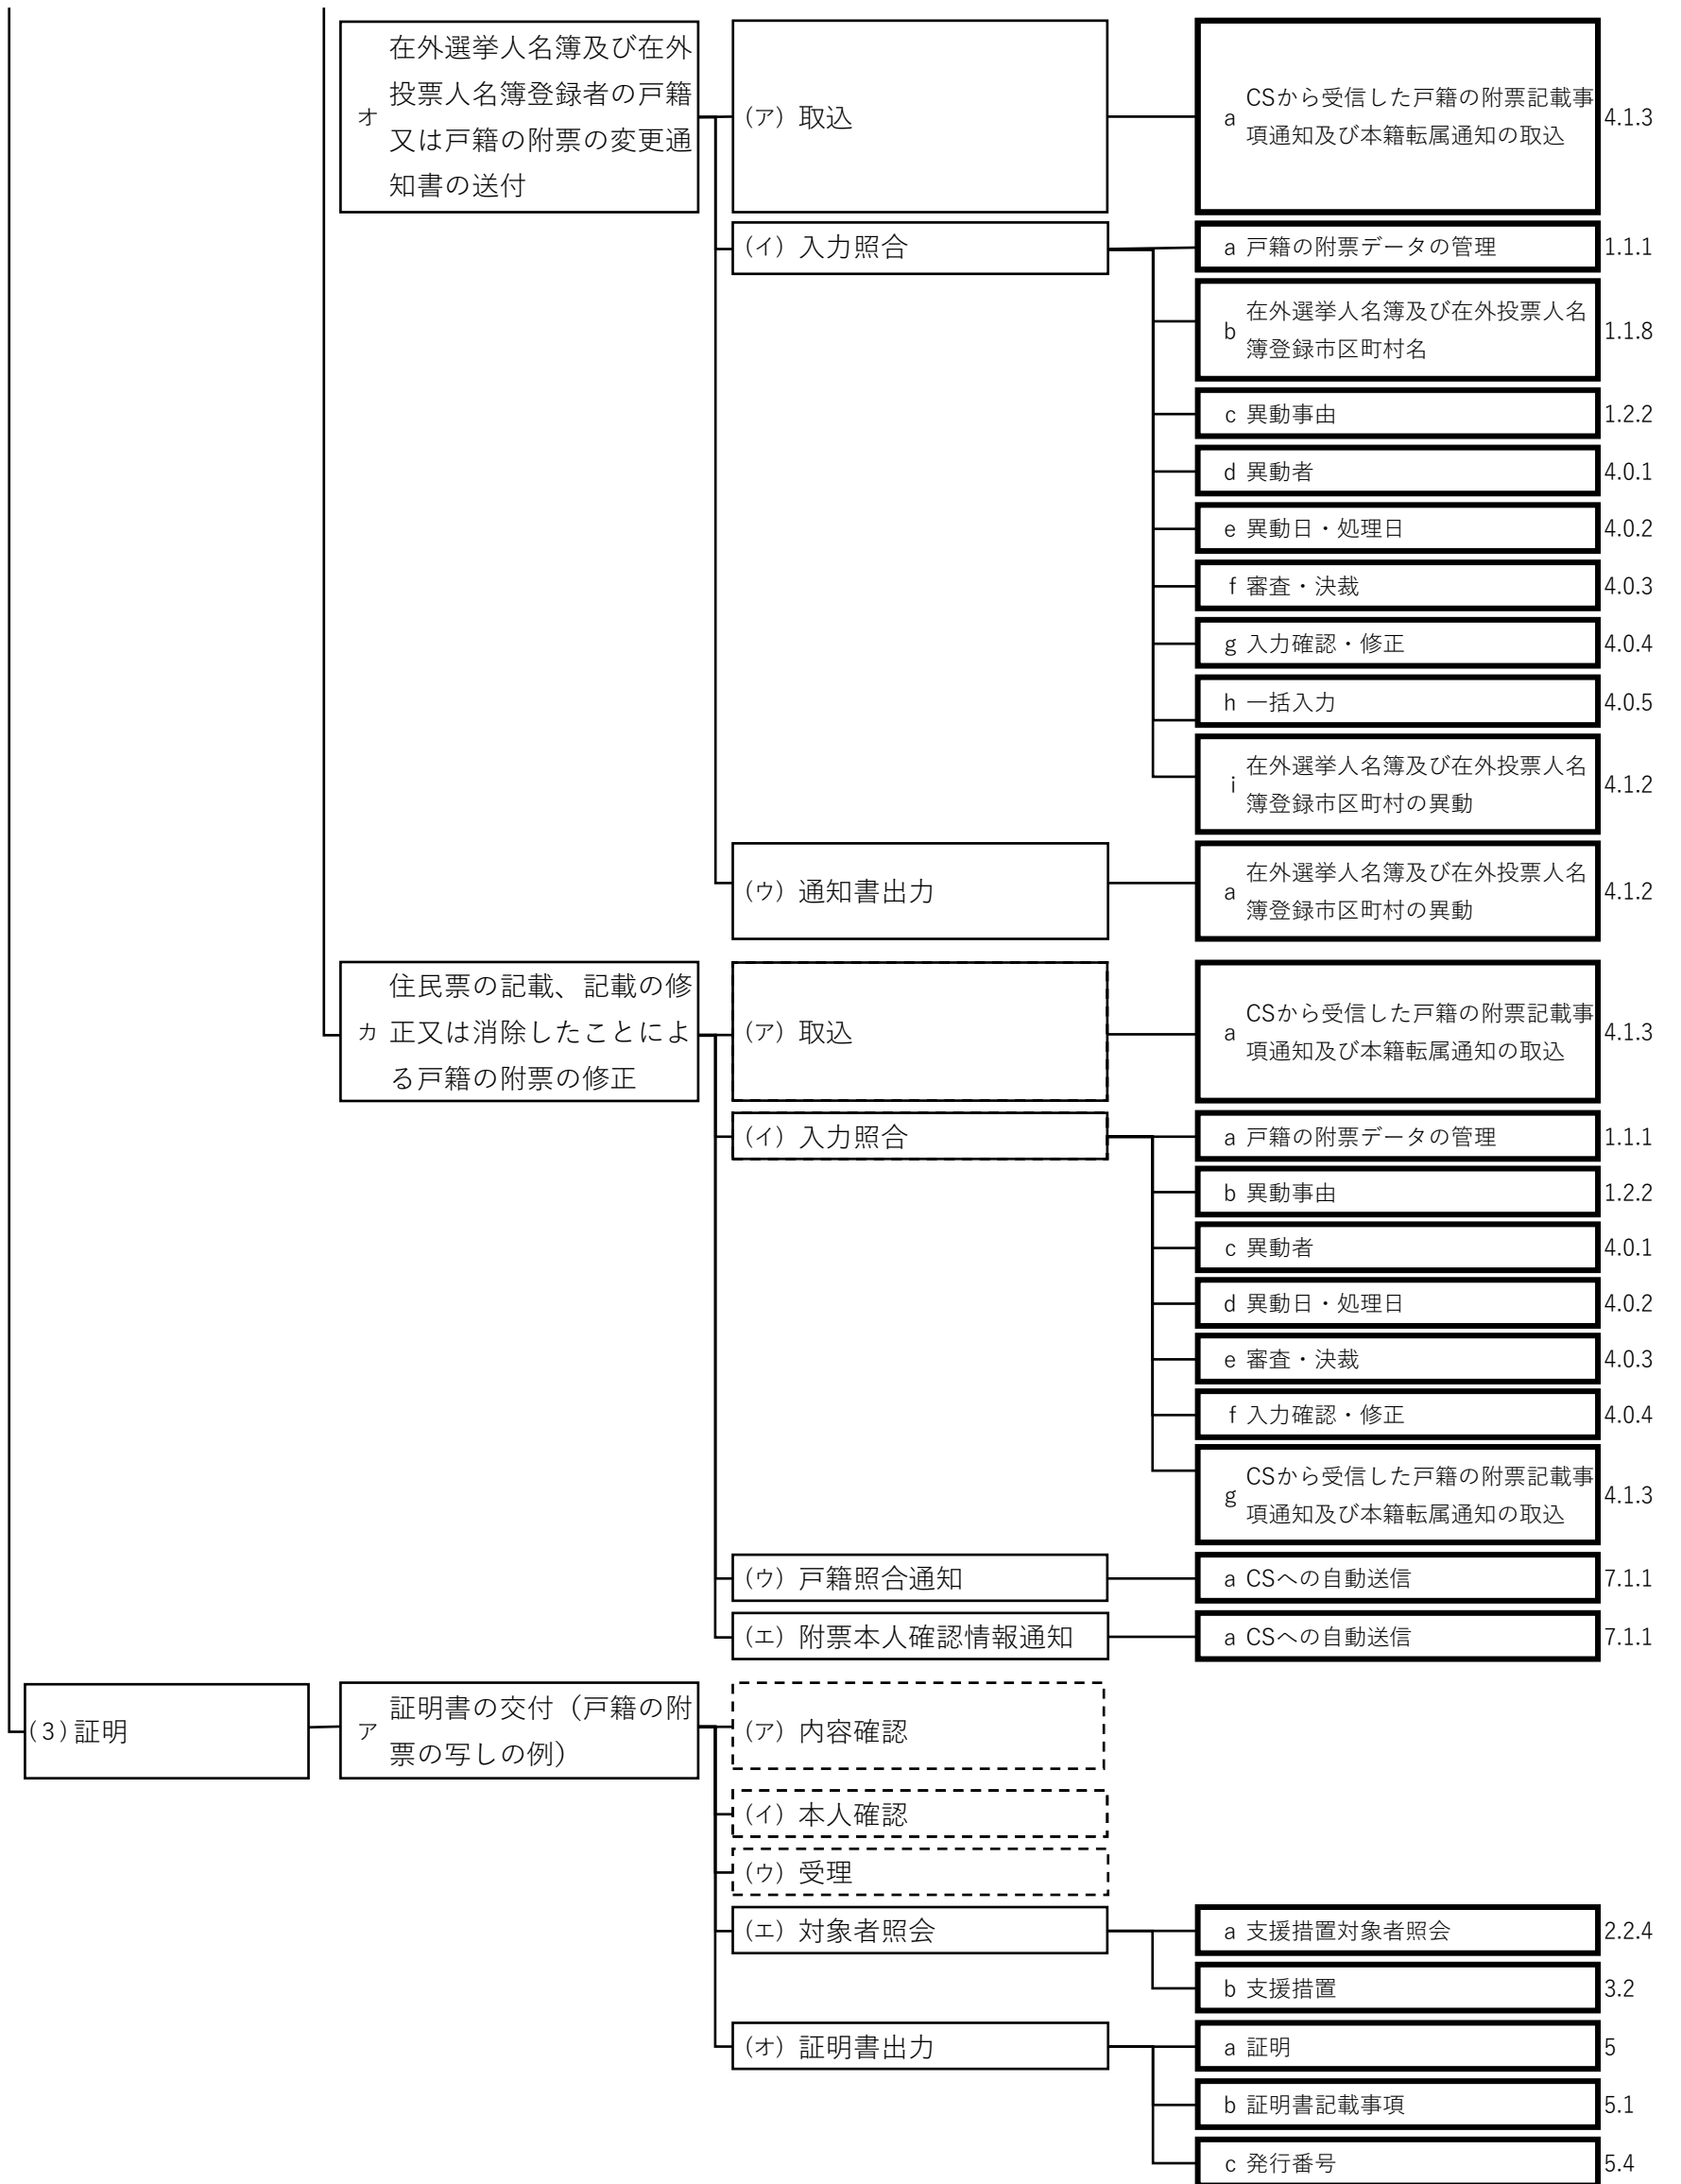 オ
在外選挙人名簿及び在外
投票人名簿登録者の戸籍
又は戸籍の附票の変更通
知書の送付
(ア) 取込
a
CSから受信した戸籍の附票記載事
項通知及び本籍転属通知の取込
4.1.3
(イ) 入力照合
a 戸籍の附票データの管理
1.1.1
b
在外選挙人名簿及び在外投票人名
簿登録市区町村名
1.1.8
c 異動事由
1.2.2
d 異動者
4.0.1
e 異動日・処理日
4.0.2
f 審査・決裁
4.0.3
g 入力確認・修正
4.0.4
h 一括入力
4.0.5
i
在外選挙人名簿及び在外投票人名
簿登録市区町村の異動
4.1.2
(ウ) 通知書出力
a
在外選挙人名簿及び在外投票人名
簿登録市区町村の異動
4.1.2
カ
住民票の記載、記載の修
正又は消除したことによ
る戸籍の附票の修正
(ア) 取込
a
CSから受信した戸籍の附票記載事
項通知及び本籍転属通知の取込
4.1.3
(イ) 入力照合
a 戸籍の附票データの管理
1.1.1
b 異動事由
1.2.2
c 異動者
4.0.1
d 異動日・処理日
4.0.2
e 審査・決裁
4.0.3
f 入力確認・修正
4.0.4
g
CSから受信した戸籍の附票記載事
項通知及び本籍転属通知の取込
4.1.3
(ウ) 戸籍照合通知
a CSへの自動送信
7.1.1
(エ) 附票本人確認情報通知
a CSへの自動送信
7.1.1
(3) 証明
ア
証明書の交付（戸籍の附
票の写しの例）
(ア) 内容確認
(イ) 本人確認
(ウ) 受理
(エ) 対象者照会
a 支援措置対象者照会
2.2.4
b 支援措置
3.2
(オ) 証明書出力
a 証明
5
b 証明書記載事項
5.1
c 発行番号
5.4